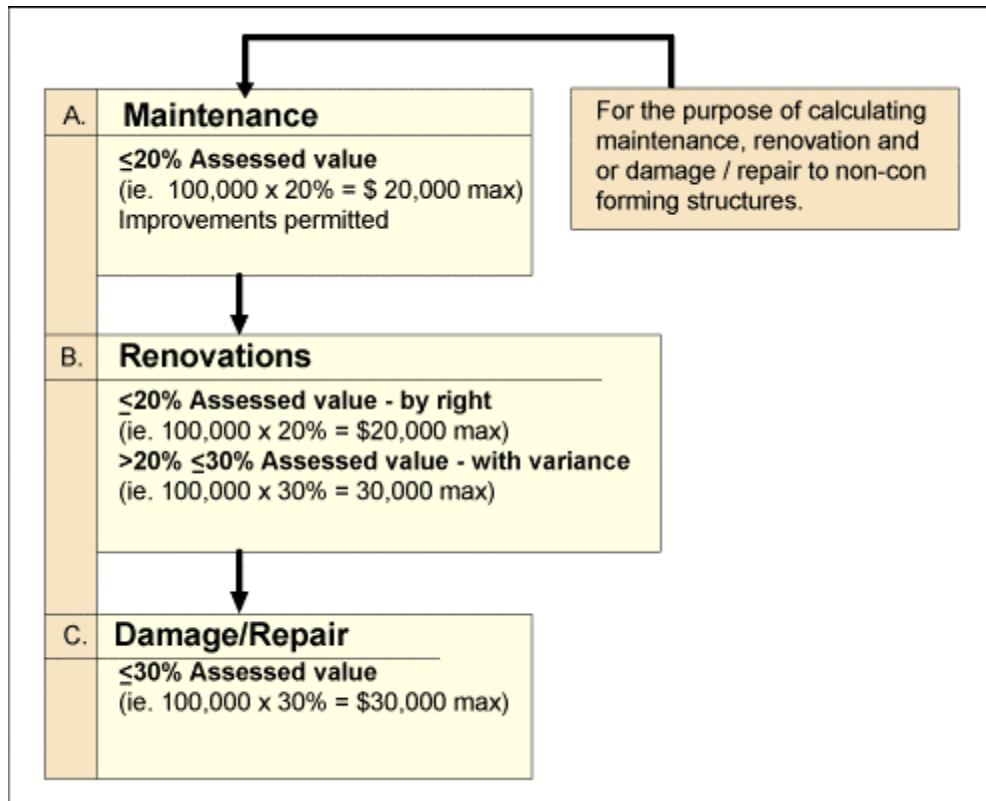 A. Maintenance
≤20% Assessed value
(ie. 100,000 x 20% = $ 20,000 max)
Improvements permitted
For the purpose of calculating
maintenance, renovation and
or damage / repair to non-con
forming structures.
B. Renovations
≤20% Assessed value - by right
(ie. 100,000 x 20% = $20,000 max)
>20% ≤30% Assessed value - with variance
(ie. 100,000 x 30% = 30,000 max)
C. Damage/Repair
≤30% Assessed value
(ie. 100,000 x 30% = $30,000 max)